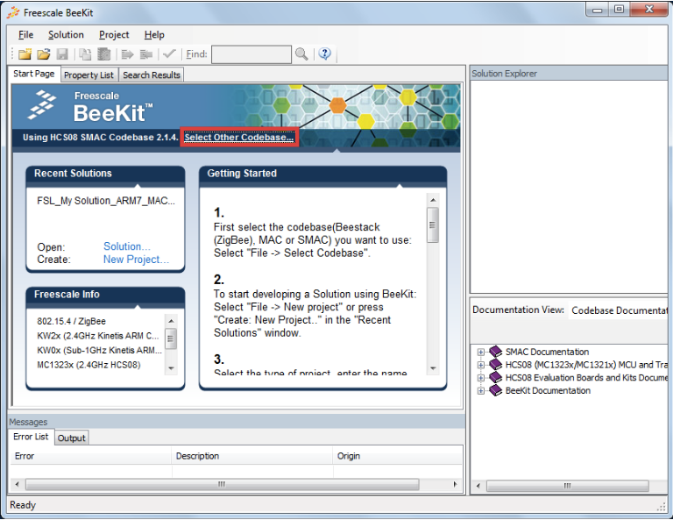 Freescale BeeKit
File Solution Project Help
Find:
Start Page Property List Search Results
Solution Explorer
Freescale
BeeKit™
Using HCS08 SMAC Codebase 2.1.4. Select Other Codebase...
Recent Solutions
FSL_My Solution_ARM7_MAC...
Open: Solution...
Create: New Project...
Freescale Info
802.15.4 / ZigBee
KW2x (2.4GHz Kinetis ARM C...
KW0x (Sub-1GHz Kinetis ARM...
MC1323x (2.4GHz HCS08)
Getting Started
1.
First select the codebase(Beestack
(ZigBee), MAC or SMAC) you want to use:
Select "File -> Select Codebase".
2.
To start developing a Solution using BeeKit:
Select "File -> New project" or press
"Create: New Project.." in the "Recent
Solutions" window.
3.
Select the type of project, enter the name
Documentation View: Codebase Documentat
SMAC Documentation
HCS08 (MC1323x/MC1321x) MCU and Tra
HCS08 Evaluation Boards and Kits Docume
BeeKit Documentation
Messages
Error List Output
Error Description Origin
Ready